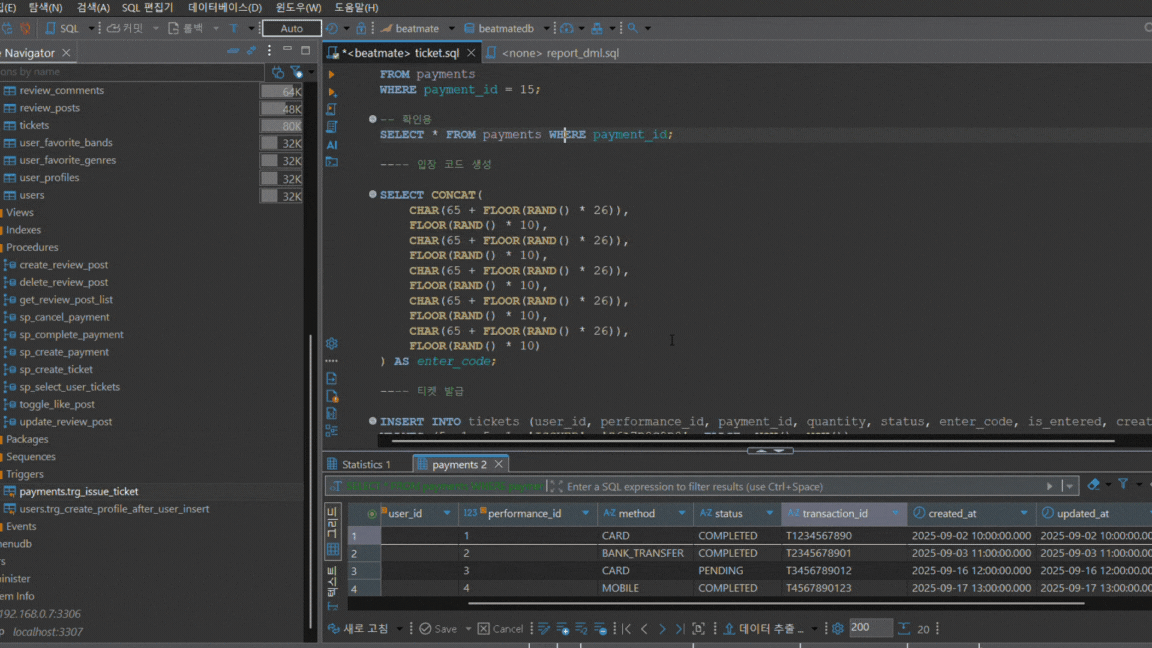 집(E) 탐색(N) 검색(A) SQL 편집기 데이터베이스(D) 윈도우(W) 도움말(H)
SQL 커밋 롤백 T Auto beatmate beatmatedb
Navigator
*<beatmate> ticket.sql
<none> report_dml.sql
ons by name
review_comments 64K
review_posts 48K
tickets 80K
user_favorite_bands 32K
user_favorite_genres 32K
user_profiles 32K
users 32K
Views
Indexes
Procedures
create_review_post
delete_review_post
get_review_post_list
sp_cancel_payment
sp_complete_payment
sp_create_payment
sp_create_ticket
sp_select_user_tickets
toggle_like_post
update_review_post
Packages
Sequences
Triggers
payments.trg_issue_ticket
users.trg_create_profile_after_user_insert
Events
nenudb
rs
minister
em Info
192.168.0.7:3306
localhost:3307
AI
FROM payments
WHERE payment_id = 15;
-- 확인용
SELECT * FROM payments WHERE payment_id;
---- 입장 코드 생성
SELECT CONCAT(
CHAR(65 + FLOOR(RAND() * 26)),
FLOOR(RAND() * 10),
CHAR(65 + FLOOR(RAND() * 26)),
FLOOR(RAND() * 10),
CHAR(65 + FLOOR(RAND() * 26)),
FLOOR(RAND() * 10),
CHAR(65 + FLOOR(RAND() * 26)),
FLOOR(RAND() * 10),
CHAR(65 + FLOOR(RAND() * 26)),
FLOOR(RAND() * 10)
) AS enter_code;
---- 티켓 발급
INSERT INTO tickets (user_id, performance_id, payment_id, quantity, status, enter_code, is_entered, creat
Statistics 1
payments 2
Enter a SQL expression to filter results (use Ctrl+Space)
그리드
텍스트
user_id 123 performance_id A-Z method A-Z status A-Z transaction_id created_at updated_at
1 1 CARD COMPLETED T1234567890 2025-09-02 10:00:00.000 2025-09-02 10:00:00.0
2 2 BANK_TRANSFER COMPLETED T2345678901 2025-09-03 11:00:00.000 2025-09-03 11:00:00.0
3 3 CARD PENDING T3456789012 2025-09-16 12:00:00.000 2025-09-16 12:00:00.0
4 4 MOBILE COMPLETED T4567890123 2025-09-17 13:00:00.000 2025-09-17 13:00:00.0
새로 고침 Save Cancel 데이터 추출 ... 200 20